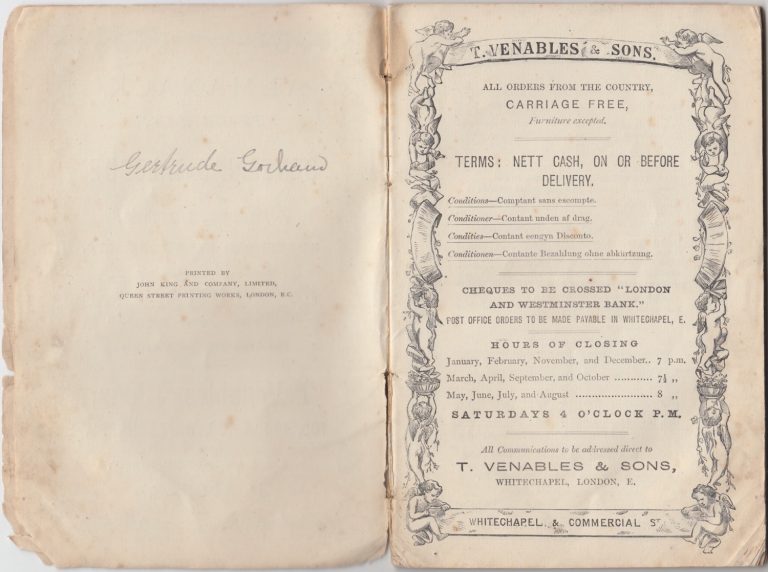 Gertrude
PRINTED BY
JOHN KING AND COMPANY, LIMITED,
QUEEN STREET PRINTING WORKS, LONDON, E.C.
T. VENABLES & SONS.
ALL ORDERS FROM THE COUNTRY,
CARRIAGE FREE,
Furniture excepted.
TERMS: NETT CASH, ON OR BEFORE
DELIVERY.
Conditions—Comptant sans escompte.
Conditioner—Contant unden af drag.
Condities—Contant eengyn Disconto.
Conditionen—Contante Bezahlung ohne abkürtzung.
CHEQUES TO BE CROSSED "LONDON
AND WESTMINSTER BANK."
POST OFFICE ORDERS TO BE MADE PAYABLE IN WHITECHAPEL, E.
HOURS OF CLOSING
January, February, November, and December.. 7 p.m.
March, April, September, and October ............ 7½ „
May, June, July, and August ........................ 8 „
SATURDAYS 4 O'CLOCK P.M.
All Communications to be addressed direct to
T. VENABLES & SONS,
WHITECHAPEL, LONDON, E.
WHITECHAPEL, & COMMERCIAL ST.